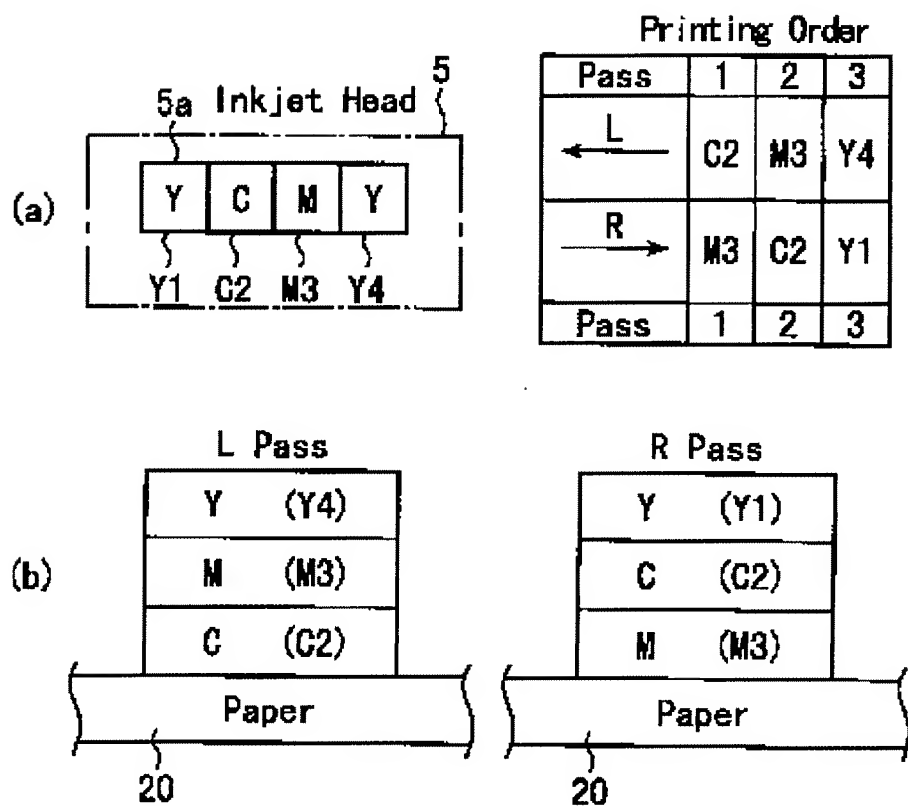 Printing Order
5a Inkjet Head 5
Pass 1 2 3
(a)
Y C M Y
L C2 M3 Y4
R M3 C2 Y1
Y1 C2 M3 Y4
Pass 1 2 3
L Pass R Pass
(b)
Y (Y4) Y (Y1)
M (M3) C (C2)
C (C2) M (M3)
Paper Paper
20 20